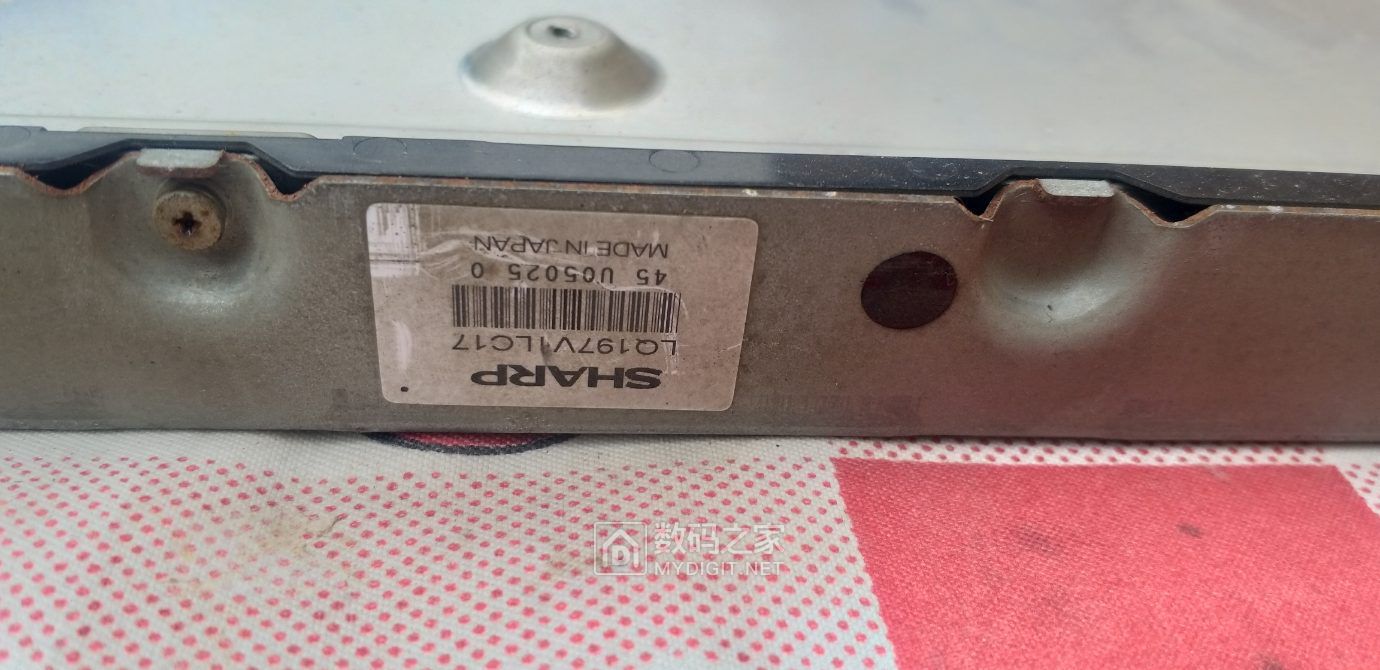 SHARP
LQ197V1LC17
45 U05025 0
MADE IN JAPAN
数码之家
MYDIGIT.NET